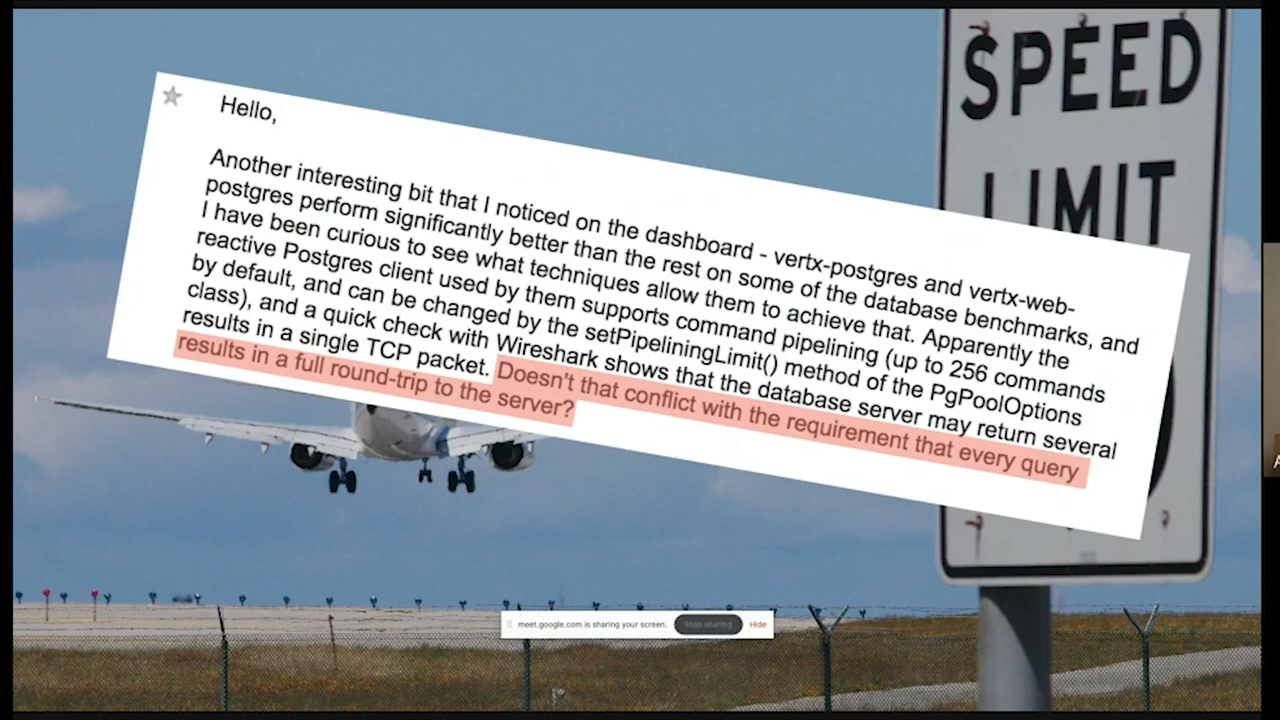 SPEED
LIMIT
Hello,
Another interesting bit that I noticed on the dashboard - vertx-postgres and vertx-web-
postgres perform significantly better than the rest on some of the database benchmarks, and
I have been curious to see what techniques allow them to achieve that. Apparently the
reactive Postgres client used by them supports command pipelining (up to 256 commands
by default, and can be changed by the setPipeliningLimit() method of the PgPoolOptions
class), and a quick check with Wireshark shows that the database server may return several
results in a single TCP packet. Doesn't that conflict with the requirement that every query
results in a full round-trip to the server?
meet.google.com is sharing your screen.
Stop sharing
Hide